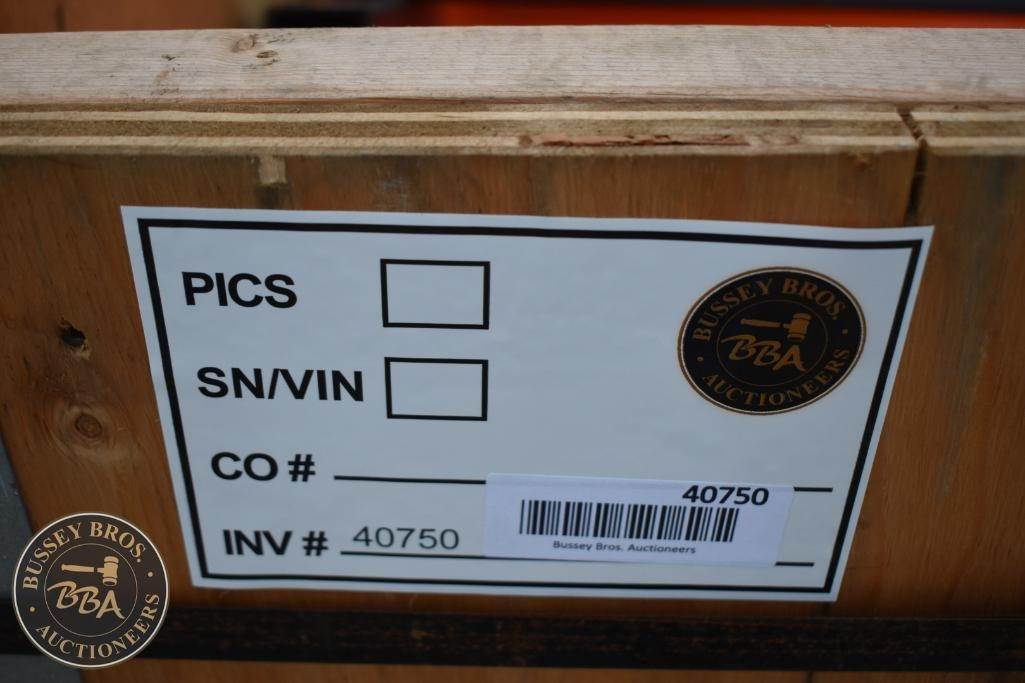 PICS
SN/VIN
CO #
INV # 40750
40750
Bussey Bros. Auctioneers
BUSSEY BROS.
BBA
AUCTIONEERS
BUSSEY BROS.
BBA
AUCTIONEERS